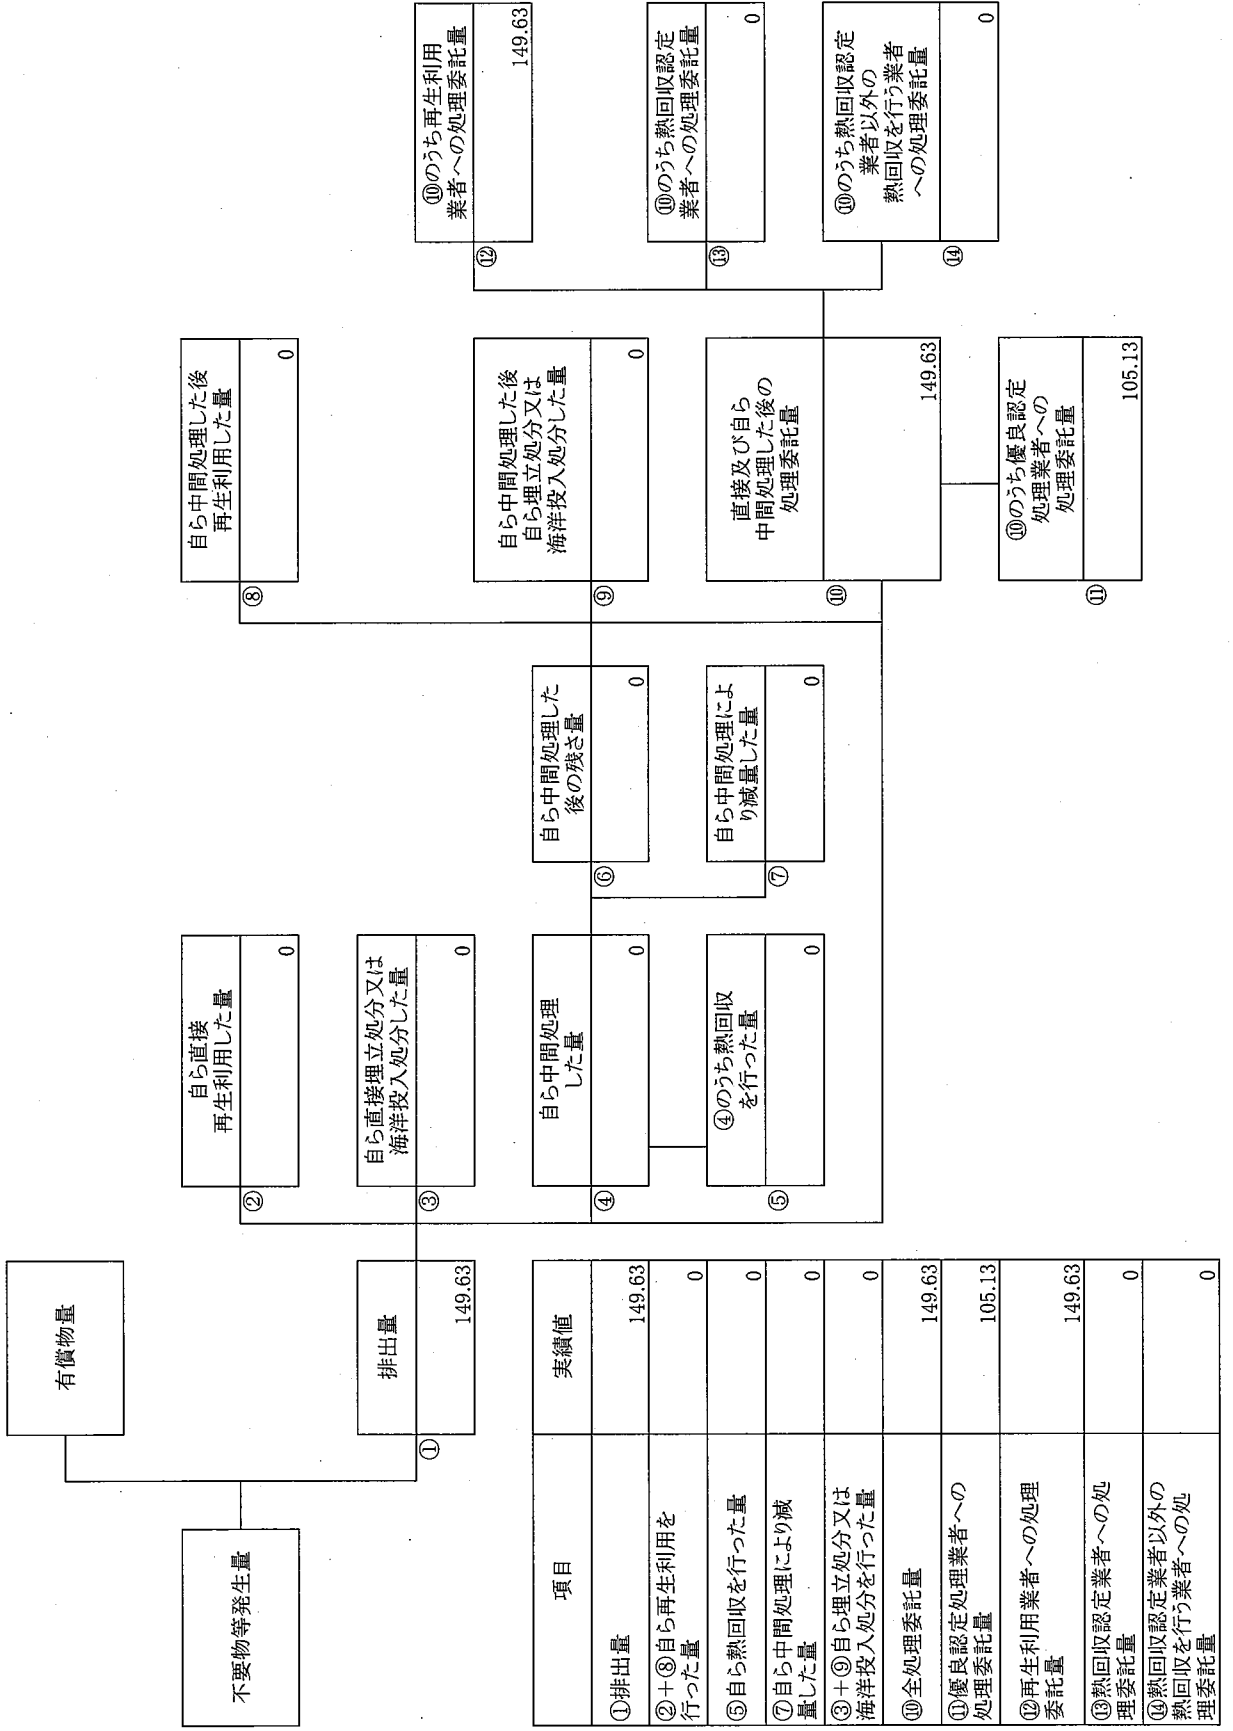 不要物等発生量
有償物量
①
排出量
149.63
②
自ら直接
再生利用した量
0
③
自ら直接埋立処分又は
海洋投入処分した量
0
④
自ら中間処理
した量
0
⑤
④のうち熱回収
を行った量
0
⑥
自ら中間処理した
後の残さ量
0
⑦
自ら中間処理によ
り減量した量
0
⑧
自ら中間処理した後
再生利用した量
0
⑨
自ら中間処理した後
自ら埋立処分又は
海洋投入処分した量
0
⑩
直接及び自ら
中間処理した後の
処理委託量
149.63
⑪
⑩のうち優良認定
処理業者への
処理委託量
105.13
⑫
⑩のうち再生利用
業者への処理委託量
149.63
⑬
⑩のうち熱回収認定
業者への処理委託量
0
⑭
⑩のうち熱回収認定
業者以外の
熱回収を行う業者
への処理委託量
0
項目 実績値
①排出量 149.63
②+⑧自ら再生利用を
行った量 0
⑤自ら熱回収を行った量 0
⑦自ら中間処理により減
量した量 0
③+⑨自ら埋立処分又は
海洋投入処分を行った量 0
⑩全処理委託量 149.63
⑪優良認定処理業者への
処理委託量 105.13
⑫再生利用業者への処理
委託量 149.63
⑬熱回収認定業者への処
理委託量 0
⑭熱回収認定業者以外の
熱回収を行う業者への処
理委託量 0